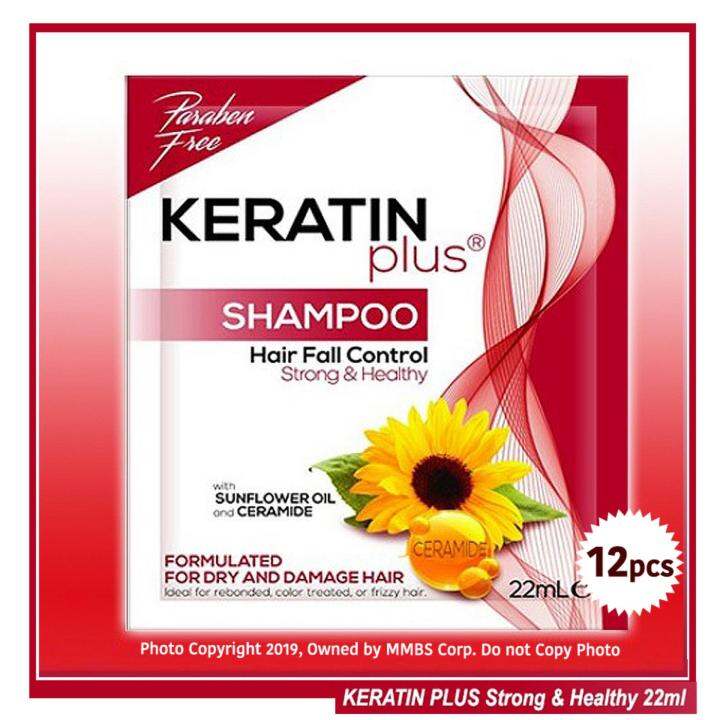 Paraben
Free
KERATIN
plus®
SHAMPOO
Hair Fall Control
Strong & Healthy
with
SUNFLOWER OIL
and CERAMIDE
CERAMIDE
FORMULATED
FOR DRY AND DAMAGE HAIR
Ideal for rebonded, color treated, or frizzy hair.
22mL℮
12pcs
Photo Copyright 2019, Owned by MMBS Corp. Do not Copy Photo
KERATIN PLUS Strong & Healthy 22ml